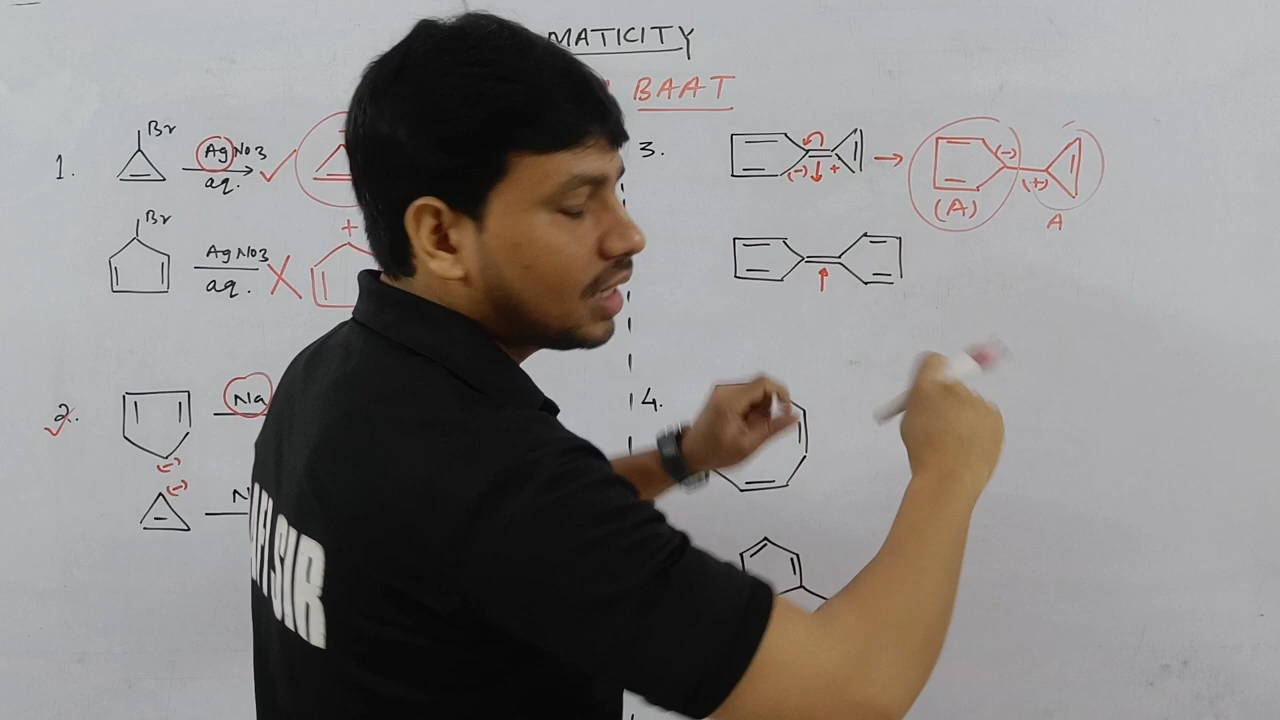 MATICITY
BAAT
1.
Br
AgNO3
aq.
+
Br
AgNO3
aq.
+
2.
Na
(-)
(-)
N
3.
(-) +
(-)
(+)
(A)
A
4.
SIR